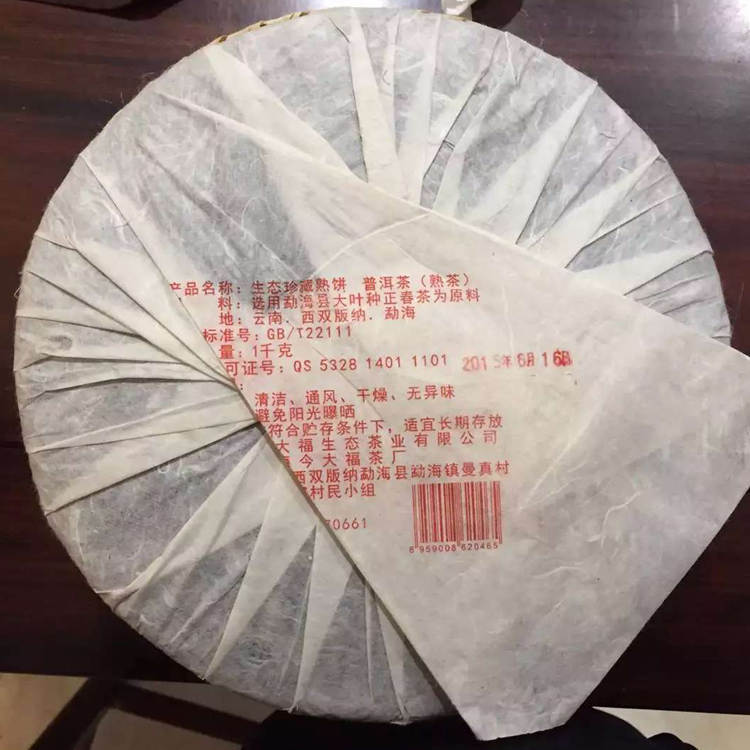 产品名称: 生态珍藏熟饼 普洱茶 (熟茶)
料: 选用勐海县大叶种正春茶为原料
地: 云南.西双版纳.勐海
标准号: GB/T22111
量: 1千克
可证号: QS 5328 1401 1101 2015年6月16日
:
清洁、通风、干燥、无异味
避免阳光曝晒
符合贮存条件下, 适宜长期存放
大福生态茶业有限公司
今大福茶厂
西双版纳勐海县勐海镇曼真村
村民小组
70661
6 959008 620465